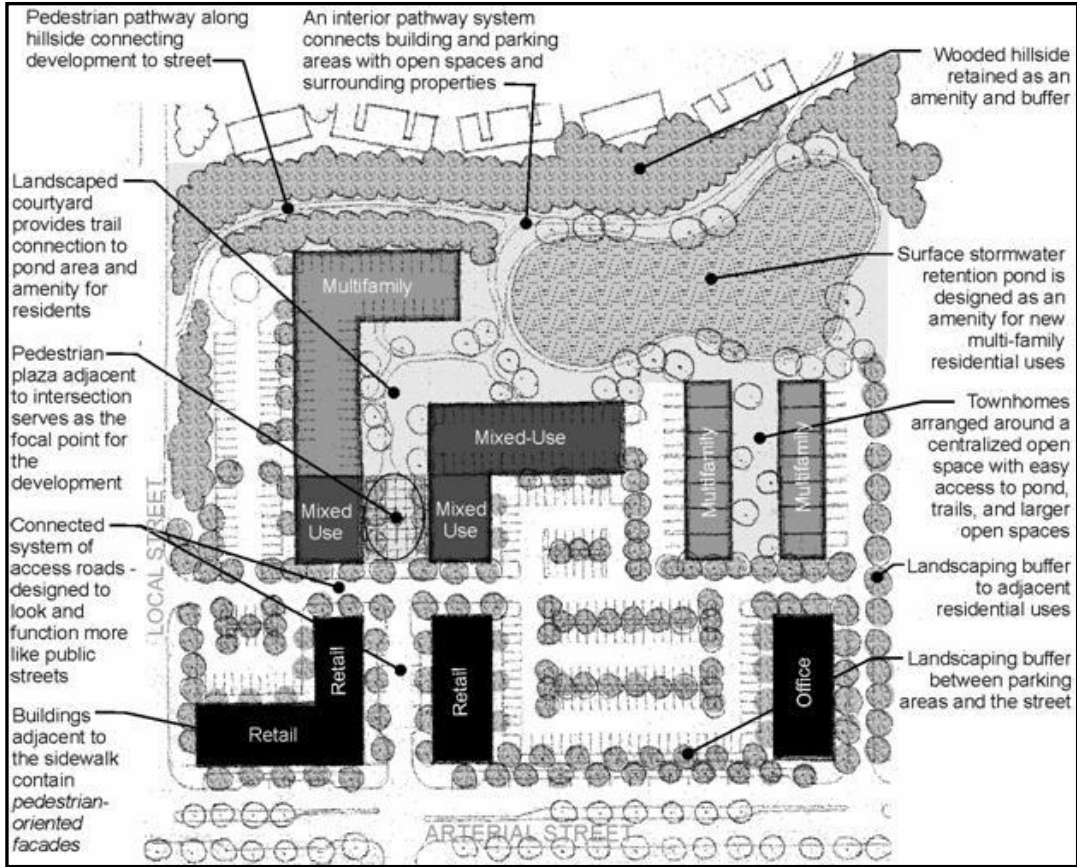 Pedestrian pathway along
hillside connecting
development to street
An interior pathway system
connects building and parking
areas with open spaces and
surrounding properties
Wooded hillside
retained as an
amenity and buffer
Landscaped
courtyard
provides trail
connection to
pond area and
amenity for
residents
Surface stormwater
retention pond is
designed as an
amenity for new
multi-family
residential uses
Pedestrian
plaza adjacent
to intersection
serves as the
focal point for
the
development
Townhomes
arranged around a
centralized open
space with easy
access to pond,
trails, and larger
open spaces
Connected
system of
access roads -
designed to
look and
function more
like public
streets
Landscaping buffer
to adjacent
residential uses
Landscaping buffer
between parking
areas and the street
Buildings
adjacent to
the sidewalk
contain
pedestrian-
oriented
facades
Multifamily
Mixed-Use
Mixed
Use
Mixed
Use
Multifamily
Multifamily
LOCAL STREET
Retail
Retail
Retail
Office
ARTERIAL STREET